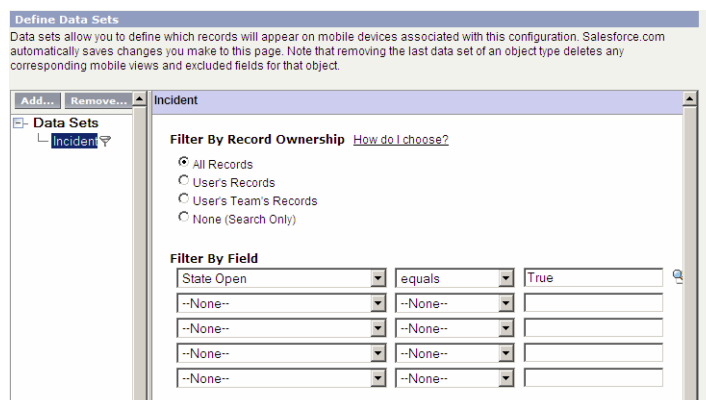 Define Data Sets
Data sets allow you to define which records will appear on mobile devices associated with this configuration. Salesforce.com
automatically saves changes you make to this page. Note that removing the last data set of an object type deletes any
corresponding mobile views and excluded fields for that object.
Add... Remove... Incident
Data Sets
Incident
Filter By Record Ownership How do I choose?
All Records
User's Records
User's Team's Records
None (Search Only)
Filter By Field
State Open equals True
--None-- --None--
--None-- --None--
--None-- --None--
--None-- --None--